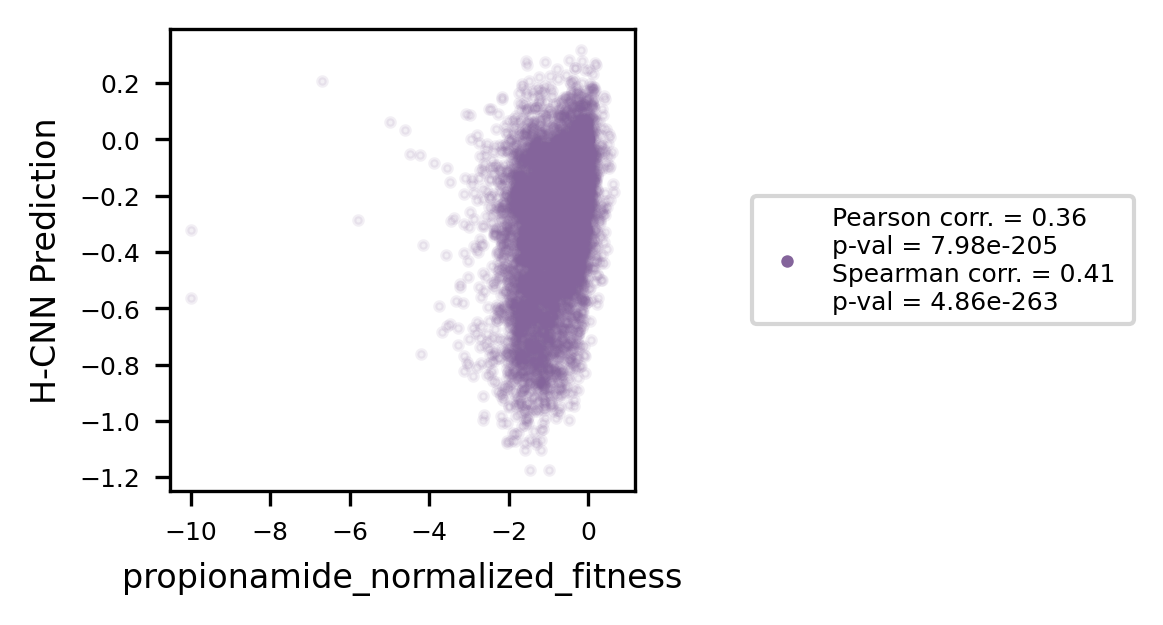 0.2
0.0
−0.2
−0.4
−0.6
−0.8
−1.0
−1.2
H-CNN Prediction
−10 −8 −6 −4 −2 0
propionamide_normalized_fitness
Pearson corr. = 0.36
p-val = 7.98e-205
Spearman corr. = 0.41
p-val = 4.86e-263